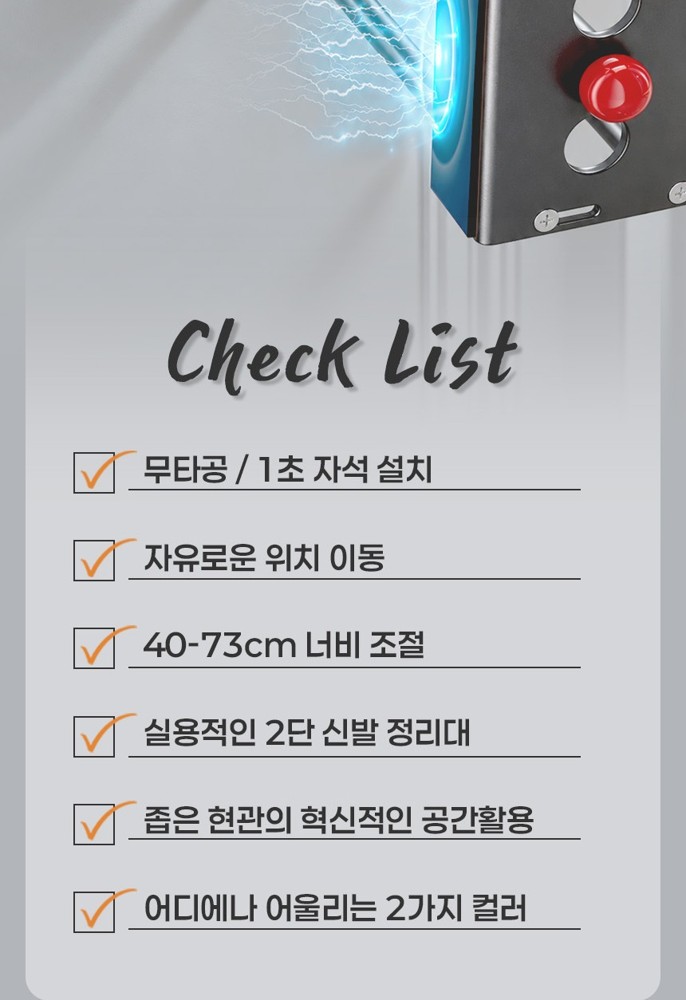 Check List
무타공 / 1초 자석 설치
자유로운 위치 이동
40-73cm 너비 조절
실용적인 2단 신발 정리대
좁은 현관의 혁신적인 공간활용
어디에나 어울리는 2가지 컬러